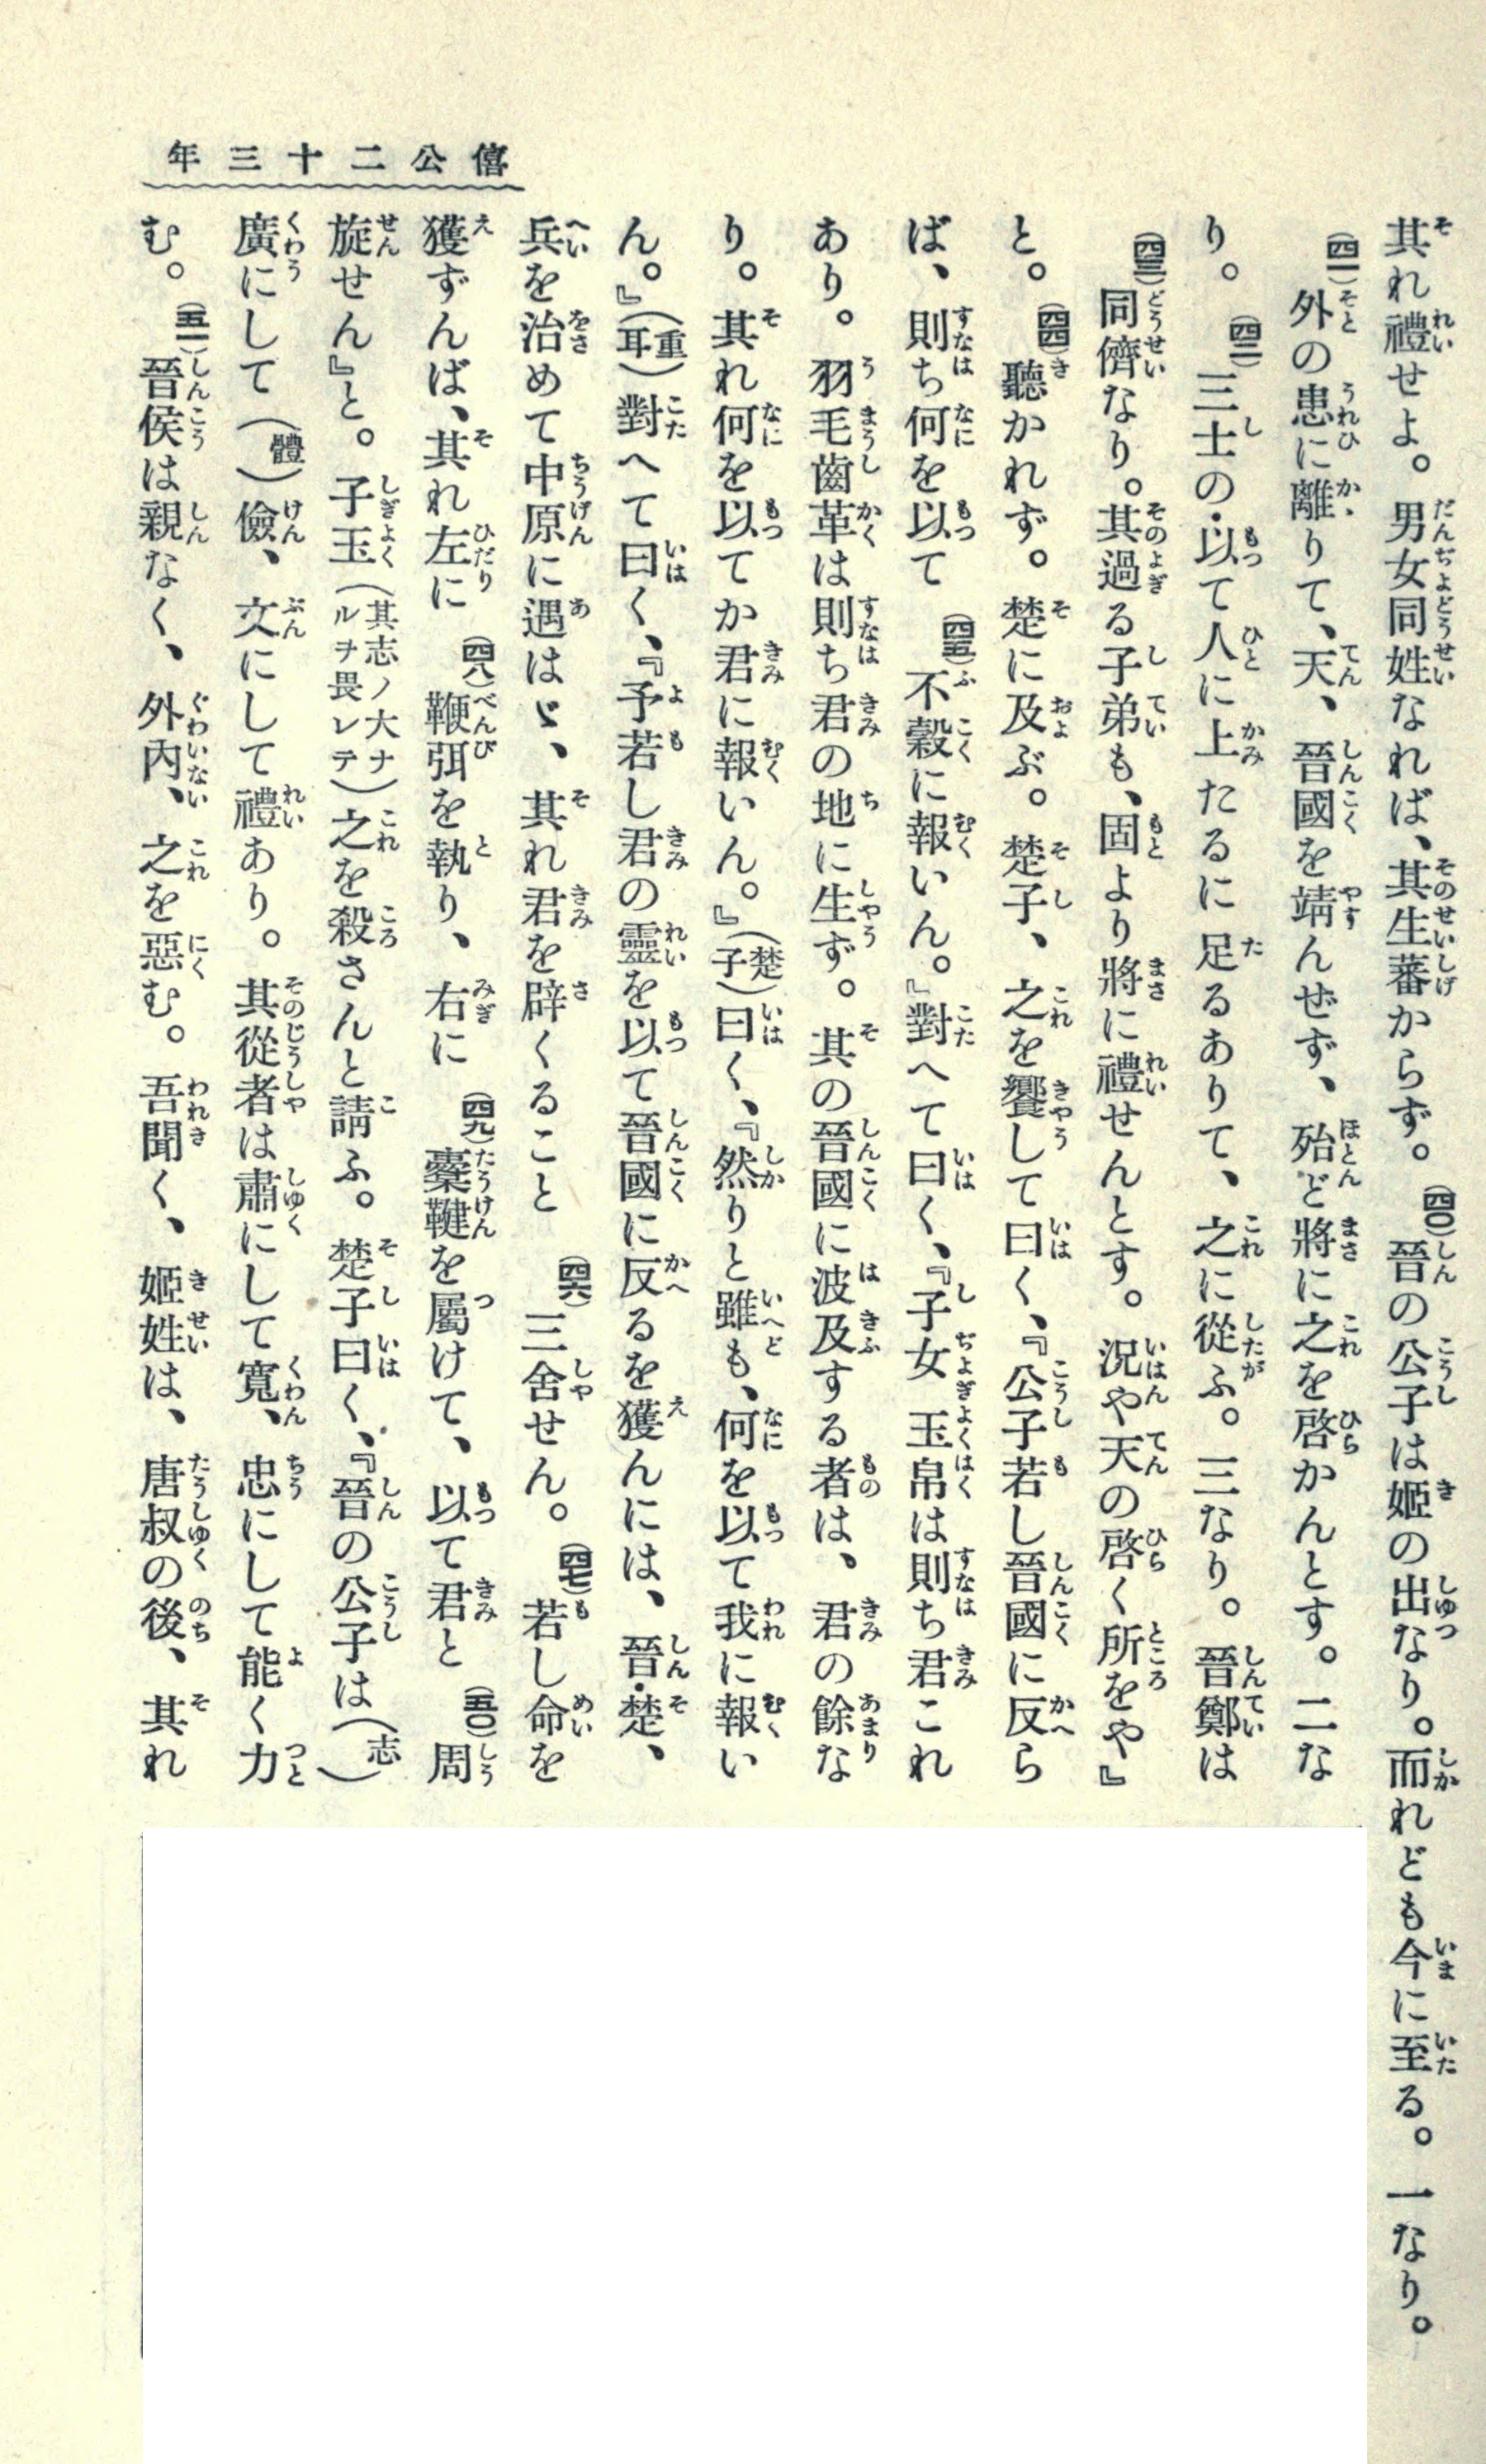 僖公二十三年
其れ禮せよ。男女同姓なれば、其生蕃からず。(四〇)晉の公子は姬の出なり。而れども今に至る。一なり。
(四一)外の患に離りて、天、晉國を靖んぜず、殆ど將に之を啓かんとす。二な
り。(四二)三士の以て人に上たるに足るありて、之に從ふ。三なり。晉鄭は
(四三)同儕なり。其過る子弟も、固より將に禮せんとす。況や天の啓く所をや』
と。(四四)聽かれず。楚に及ぶ。楚子、之を饗して曰く、『公子若し晉國に反ら
ば、則ち何を以て(四五)不穀に報いん。』對へて曰く、『子女玉帛は則ち君これ
あり。羽毛齒革は則ち君の地に生ず。其の晉國に波及する者は、君の餘な
り。其れ何を以てか君に報いん。』(楚子)曰く、『然りと雖も、何を以て我に報い
ん。』(重耳)對へて曰く、『予若し君の靈を以て晉國に反るを獲んには、晉・楚、
兵を治めて中原に遇はゞ、其れ君を辟くること(四六)三舍せん。(四七)若し命を
獲ずんば、其れ左に(四八)鞭弭を執り、右に(四九)櫜鞬を屬けて、以て君と(五〇)周
旋せん』と。子玉(其志ノ大ナルヲ畏レテ)之を殺さんと請ふ。楚子曰く、『晉の公子は(志)
廣にして(體)儉、文にして禮あり。其從者は肅にして寬、忠にして能く力
む。(五一)晉侯は親なく、外內、之を惡む。吾聞く、姬姓は、唐叔の後、其れ